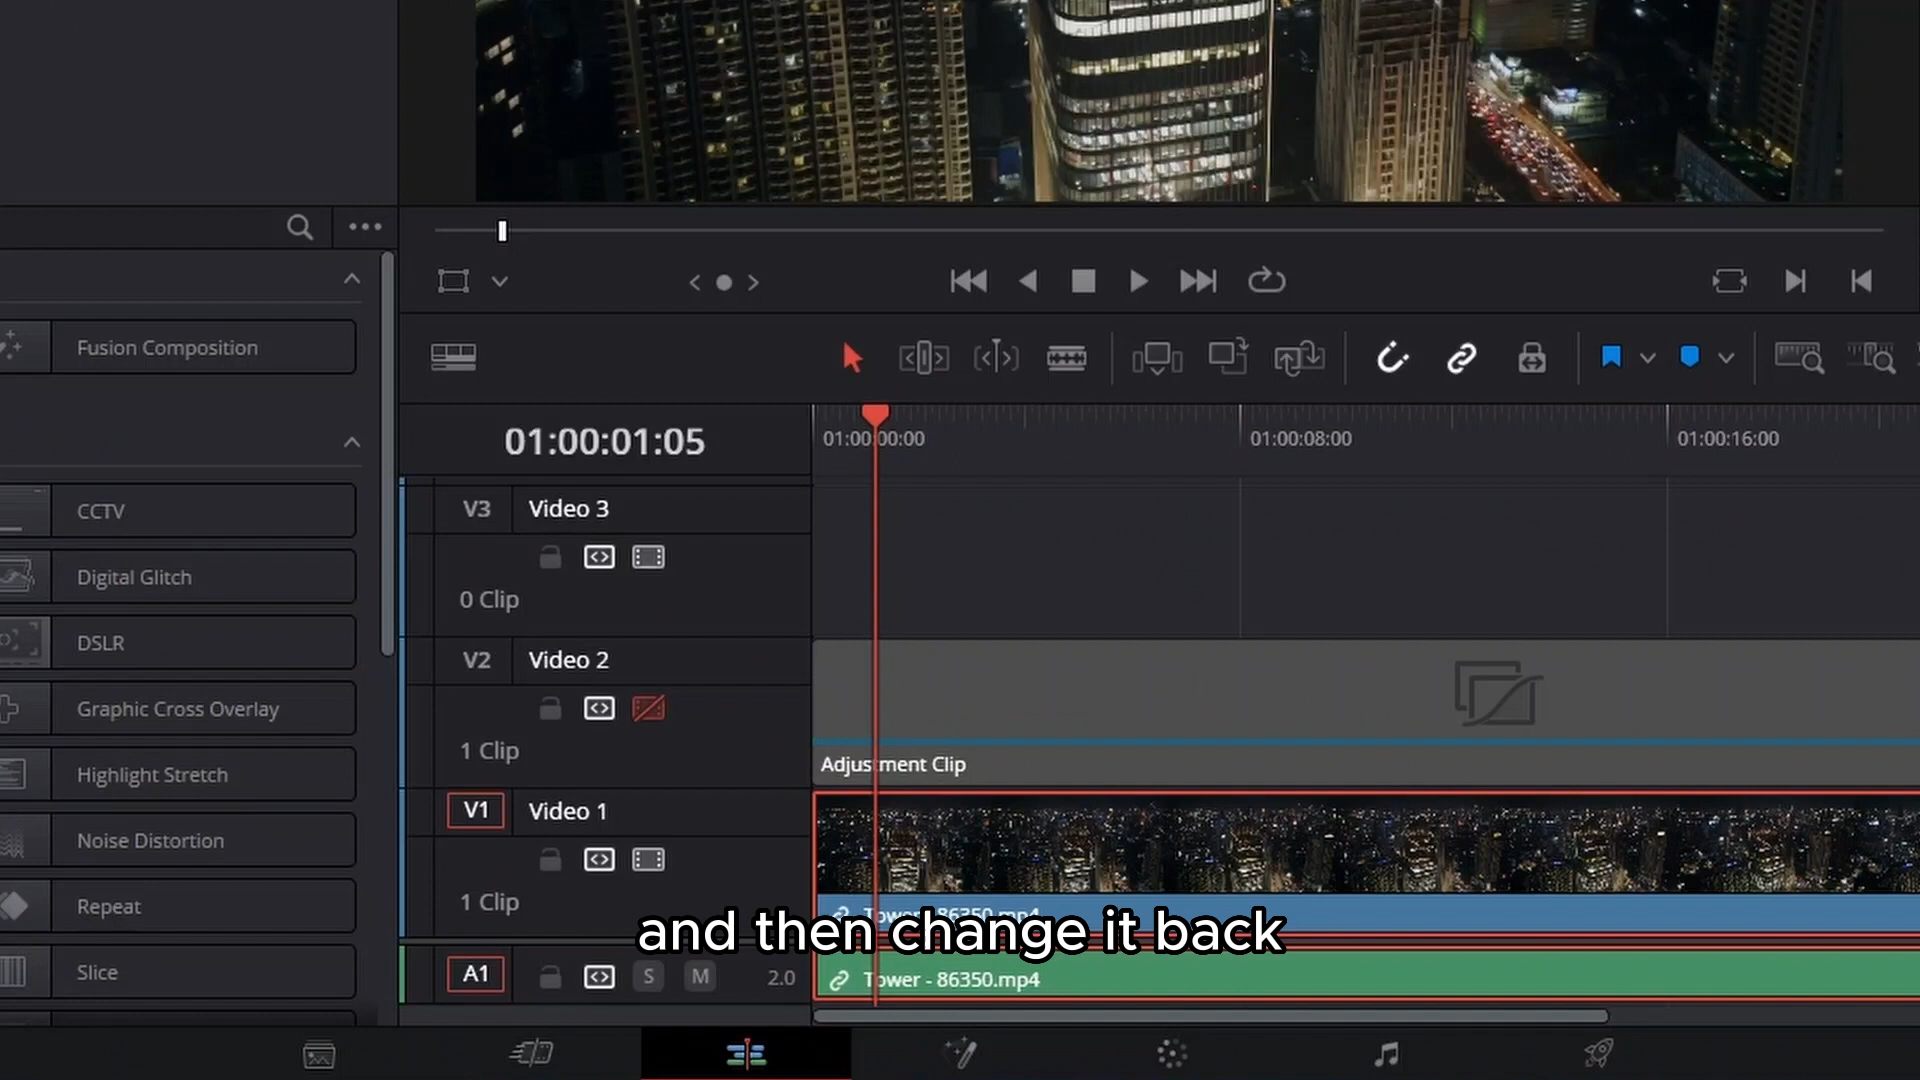 Fusion Composition
CCTV
Digital Glitch
DSLR
Graphic Cross Overlay
Highlight Stretch
Noise Distortion
Repeat
Slice
01:00:01:05
01:00:00:00
01:00:08:00
01:00:16:00
V3 Video 3
0 Clip
V2 Video 2
1 Clip
Adjustment Clip
V1 Video 1
1 Clip
Tower - 86350.mp4
and then change it back
A1 S M 2.0
Tower - 86350.mp4